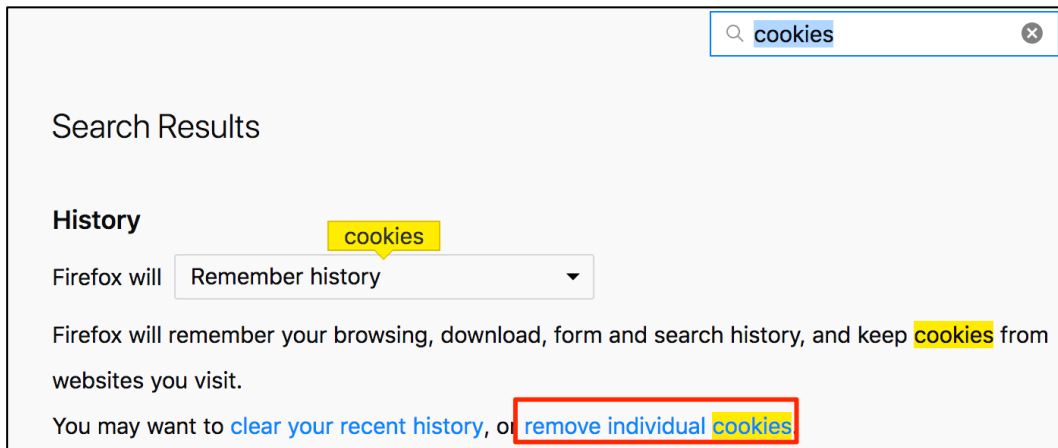 cookies
Search Results
History
cookies
Firefox will Remember history
Firefox will remember your browsing, download, form and search history, and keep cookies from
websites you visit.
You may want to clear your recent history, or remove individual cookies.